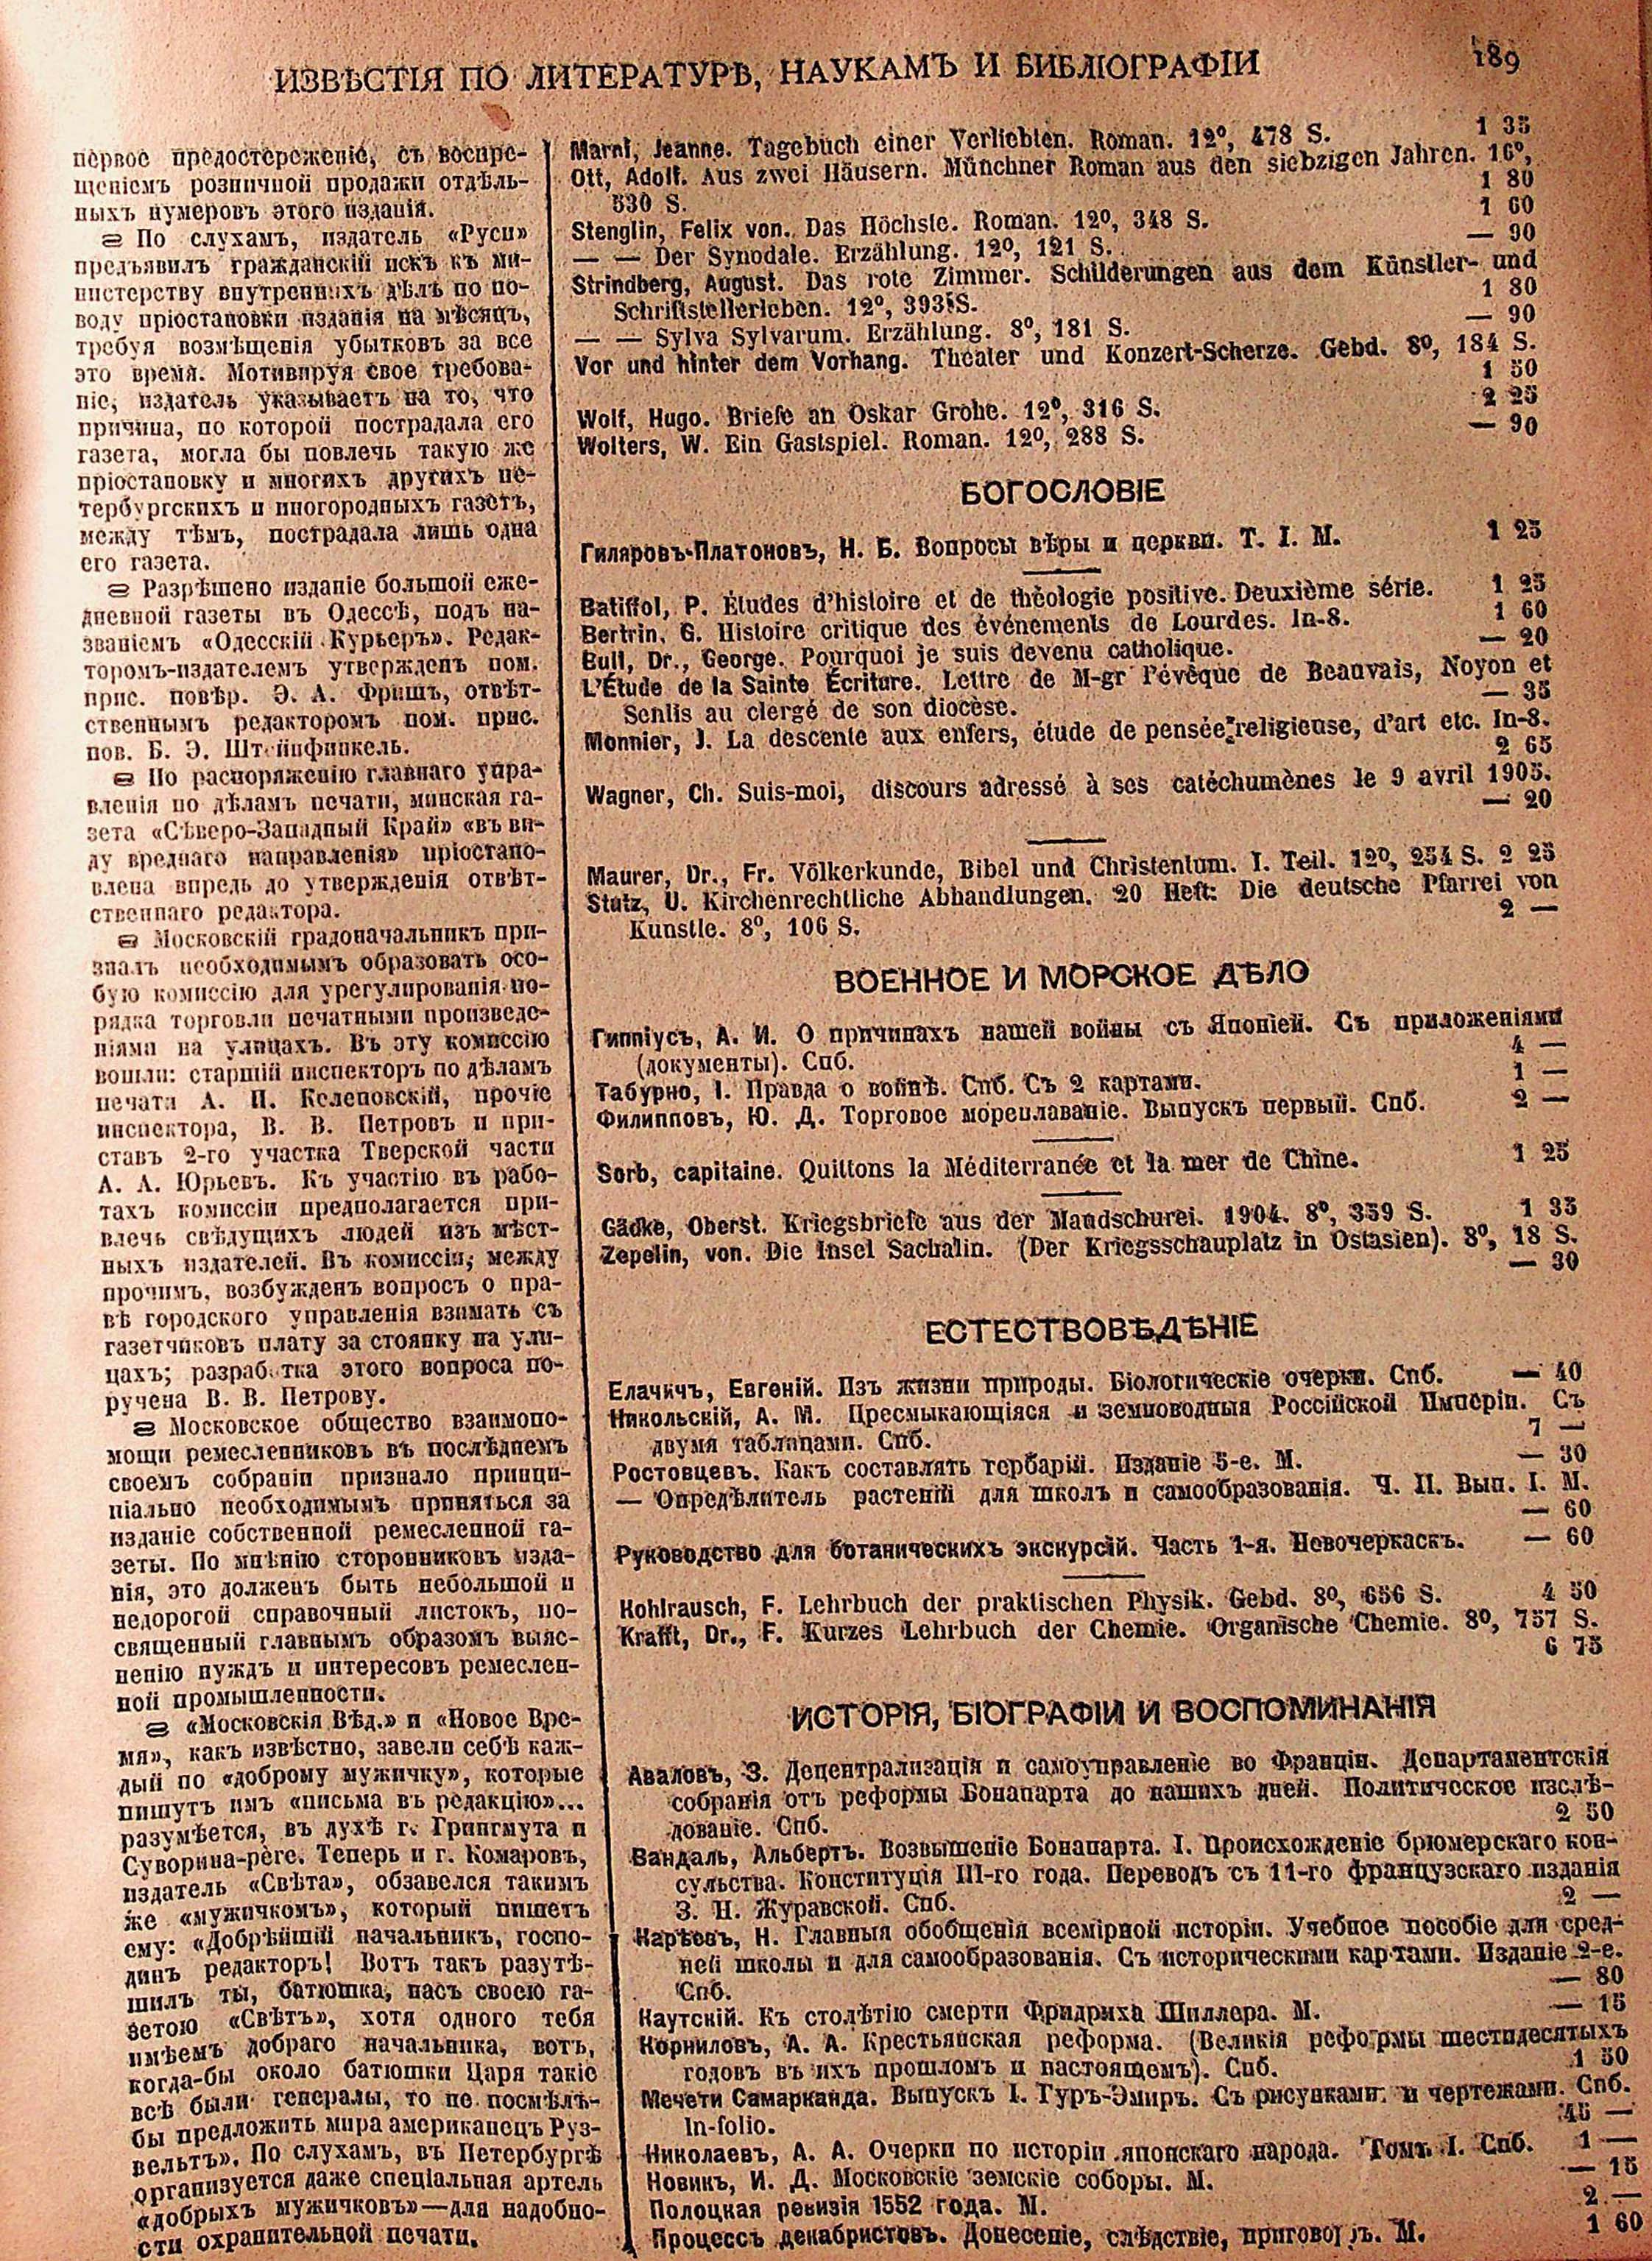 ИЗВѢСТІЯ ПО ЛИТЕРАТУРѢ, НАУКАМЪ И БИБЛІОГРАФІИ
189
первое предостереженіе, съ воспре-
щеніемъ розничной продажи отдѣль-
ныхъ нумеровъ этого изданія.
По слухамъ, издатель «Руси»
предъявилъ гражданскій искъ къ ми-
нистерству внутреннихъ дѣлъ по по-
воду пріостановки изданія на мѣсяцъ,
требуя возмѣщенія убытковъ за все
это время. Мотивируя свое требова-
ніе, издатель указываетъ на то, что
причина, по которой пострадала его
газета, могла бы повлечь такую же
пріостановку и многихъ другихъ пе-
тербургскихъ и иногородныхъ газетъ,
между тѣмъ, пострадала лишь одна
его газета.
Разрѣшено изданіе большой еже-
дневной газеты въ Одессѣ, подъ на-
званіемъ «Одесскій Курьеръ». Редак-
торомъ-издателемъ утвержденъ пом.
прис. повѣр. Э. А. Фришъ, отвѣт-
ственнымъ редакторомъ пом. прис.
пов. Б. Э. Штейнфинкель.
По распоряженію главнаго упра-
вленія по дѣламъ печати, минская га-
зета «Сѣверо-Западный Край» «въ ви-
ду вреднаго направленія» пріостано-
влена впредь до утвержденія отвѣт-
ственнаго редактора.
Московскій градоначальникъ при-
зналъ необходимымъ образовать осо-
бую комиссію для урегулированія по-
рядка торговли печатными произведе-
ніями на улицахъ. Въ эту комиссію
вошли: старшій инспекторъ по дѣламъ
печати А. П. Келеповскій, прочіе
инспектора, В. В. Петровъ и при-
ставъ 2-го участка Тверской части
А. А. Юрьевъ. Къ участію въ рабо-
тахъ комиссіи предполагается при-
влечь свѣдущихъ людей изъ мѣст-
ныхъ издателей. Въ комиссіи, между
прочимъ, возбужденъ вопросъ о пра-
вѣ городского управленія взимать съ
газетчиковъ плату за стоянку на ули-
цахъ; разработка этого вопроса по-
ручена В. В. Петрову.
Московское общество взаимопо-
мощи ремесленниковъ въ послѣднемъ
своемъ собраніи признало принци-
піально необходимымъ приняться за
изданіе собственной ремесленной га-
зеты. По мнѣнію сторонниковъ изда-
нія, это долженъ быть небольшой и
недорогой справочный листокъ, по-
священный главнымъ образомъ выяс-
ненію нуждъ и интересовъ ремеслен-
ной промышленности.
«Московскія Вѣд.» и «Новое Вре-
мя», какъ извѣстно, завели себѣ каж-
дый по «доброму мужичку», которые
пишутъ имъ «письма въ редакцію»...
разумѣется, въ духѣ г. Грингмута и
Суворина-père. Теперь и г. Комаровъ,
издатель «Свѣта», обзавелся такимъ
же «мужичкомъ», который пишетъ
ему: «Добрѣйшій начальникъ, госпо-
динъ редакторъ! Вотъ такъ разутѣ-
шилъ ты, батюшка, насъ своею га-
зетою «Свѣтъ», хотя одного тебя
имѣемъ добраго начальника, вотъ,
когда-бы около батюшки Царя такіе
всѣ были генералы, то не посмѣлъ-
бы предложить мира американецъ Руз-
вельтъ». По слухамъ, въ Петербургѣ
организуется даже спеціальная артель
«добрыхъ мужичковъ»—для надобно-
сти охранительной печати.
Marni, Jeanne. Tagebuch einer Verliebten. Roman. 12º, 478 S. 1 35
Ott, Adolf. Aus zwei Häusern. Münchner Roman aus den siebzigen Jahren. 16º,
530 S. 1 80
Stenglin, Felix von. Das Höchste. Roman. 12º, 348 S. 1 60
— — Der Synodale. Erzählung. 12º, 121 S. — 90
Strindberg, August. Das rote Zimmer. Schilderungen aus dem Künstler- und
Schriftstellerleben. 12º, 393 S. 1 80
— — Sylva Sylvarum. Erzählung. 8º, 181 S. — 90
Vor und hinter dem Vorhang. Theater und Konzert-Scherze. Gebd. 8º, 184 S.
1 50
Wolf, Hugo. Briefe an Oskar Grohe. 12º, 316 S. 2 25
Wolters, W. Ein Gastspiel. Roman. 12º, 288 S. — 90
БОГОСЛОВІЕ
Гиляровъ-Платоновъ, Н. Б. Вопросы вѣры и церкви. Т. I. М. 1 25
Batiffol, P. Études d'histoire et de théologie positive. Deuxième série. 1 25
Bertrin, G. Histoire critique des événements de Lourdes. In-8. 1 60
Bull, Dr., George. Pourquoi je suis devenu catholique. — 20
L'Étude de la Sainte Écriture. Lettre de M-gr l'évêque de Beauvais, Noyon et
Senlis au clergé de son diocèse. — 35
Monnier, J. La descente aux enfers, étude de pensée religieuse, d'art etc. In-8.
2 65
Wagner, Ch. Suis-moi, discours adressé à ses catéchumènes le 9 avril 1905.
— 20
Maurer, Dr., Fr. Völkerkunde, Bibel und Christentum. I. Teil. 12º, 254 S. 2 25
Stutz, U. Kirchenrechtliche Abhandlungen. 20 Heft: Die deutsche Pfarrei von
Künstle. 8º, 106 S. 2 —
ВОЕННОЕ И МОРСКОЕ ДѢЛО
Гиппіусъ, А. И. О причинахъ нашей войны съ Японіей. Съ приложеніями
(документы). Спб. 4 —
Табурно, І. Правда о войнѣ. Спб. Съ 2 картами. 1 —
Филипповъ, Ю. Д. Торговое мореплаваніе. Выпускъ первый. Спб. 2 —
Sorb, capitaine. Quittons la Méditerranée et la mer de Chine. 1 25
Gädke, Oberst. Kriegsbriefe aus der Mandschurei. 1904. 8º, 359 S. 1 35
Zepelin, von. Die Insel Sachalin. (Der Kriegsschauplatz in Ostasien). 8º, 18 S.
— 30
ЕСТЕСТВОВѢДѢНІЕ
Елачичъ, Евгеній. Изъ жизни природы. Біологическіе очерки. Спб. — 40
Никольскій, А. М. Пресмыкающіяся и земноводныя Россійской Имперіи. Съ
двумя таблицами. Спб. 7 —
Ростовцевъ. Какъ составлять гербарій. Изданіе 5-е. М. — 30
— Опредѣлитель растеній для школъ и самообразованія. Ч. II. Вып. I. М.
— 60
Руководство для ботаническихъ экскурсій. Часть 1-я. Новочеркаскъ. — 60
Kohlrausch, F. Lehrbuch der praktischen Physik. Gebd. 8º, 656 S. 4 50
Krafft, Dr., F. Kurzes Lehrbuch der Chemie. Organische Chemie. 8º, 757 S.
6 75
ИСТОРІЯ, БІОГРАФІИ И ВОСПОМИНАНІЯ
Аваловъ, З. Децентрализація и самоуправленіе во Франціи. Департаментскія
собранія отъ реформы Бонапарта до нашихъ дней. Политическое изслѣ-
дованіе. Спб. 2 50
Вандаль, Альбертъ. Возвышеніе Бонапарта. I. Происхожденіе брюмерскаго кон-
сульства. Конституція III-го года. Переводъ съ 11-го французскаго изданія
З. Н. Журавской. Спб. 2 —
Карѣевъ, Н. Главныя обобщенія всемірной исторіи. Учебное пособіе для сред-
ней школы и для самообразованія. Съ историческими картами. Изданіе 2-е.
Спб. — 80
Каутскій. Къ столѣтію смерти Фридриха Шиллера. М. — 15
Корниловъ, А. А. Крестьянская реформа. (Великія реформы шестидесятыхъ
годовъ въ ихъ прошломъ и настоящемъ). Спб. 1 50
Мечети Самарканда. Выпускъ I. Гуръ-Эмиръ. Съ рисунками и чертежами. Спб.
In-folio. 45 —
Николаевъ, А. А. Очерки по исторіи японскаго народа. Томъ I. Спб. 1 —
Новикъ, И. Д. Московскіе земскіе соборы. М. — 15
Полоцкая ревизія 1552 года. М. 2 —
Процессъ декабристовъ. Донесеніе, слѣдствіе, приговоръ. М. 1 60